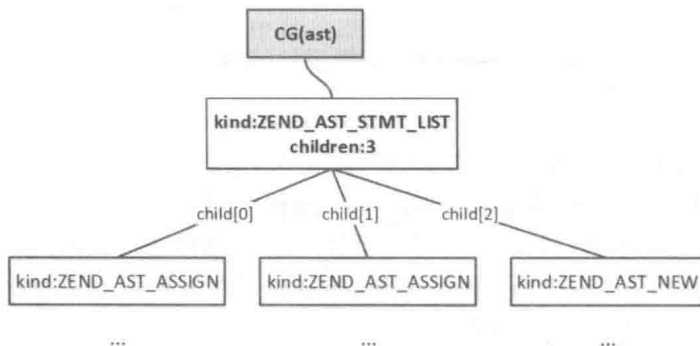 CG(ast)
kind:ZEND_AST_STMT_LIST
children:3
child[0]
child[1]
child[2]
kind:ZEND_AST_ASSIGN
kind:ZEND_AST_ASSIGN
kind:ZEND_AST_NEW
...
...
...